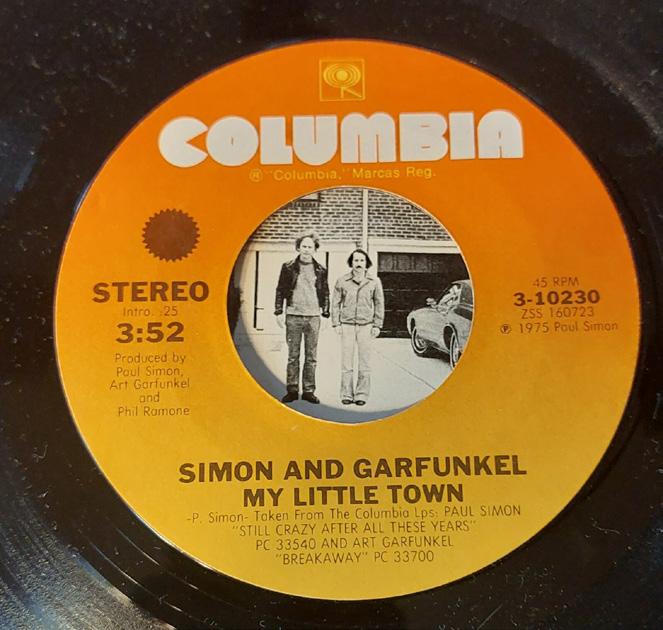 COLUMBIA
® "Columbia," Marcas Reg.
STEREO
Intro. :25
3:52
Produced by
Paul Simon,
Art Garfunkel
and
Phil Ramone
45 RPM
3-10230
ZSS 160723
℗ 1975 Paul Simon
SIMON AND GARFUNKEL
MY LITTLE TOWN
-P. Simon- Taken From The Columbia Lps: PAUL SIMON
"STILL CRAZY AFTER ALL THESE YEARS"
PC 33540 AND ART GARFUNKEL
"BREAKAWAY" PC 33700